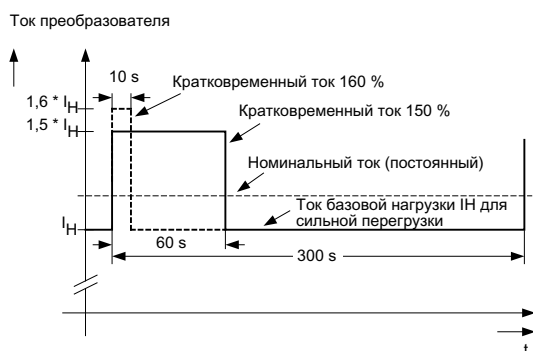 Ток преобразователя
10 s
Кратковременный ток 160 %
1,6 * IH
Кратковременный ток 150 %
1,5 * IH
Номинальный ток (постоянный)
Ток базовой нагрузки IH для
сильной перегрузки
IH
60 s
300 s
t